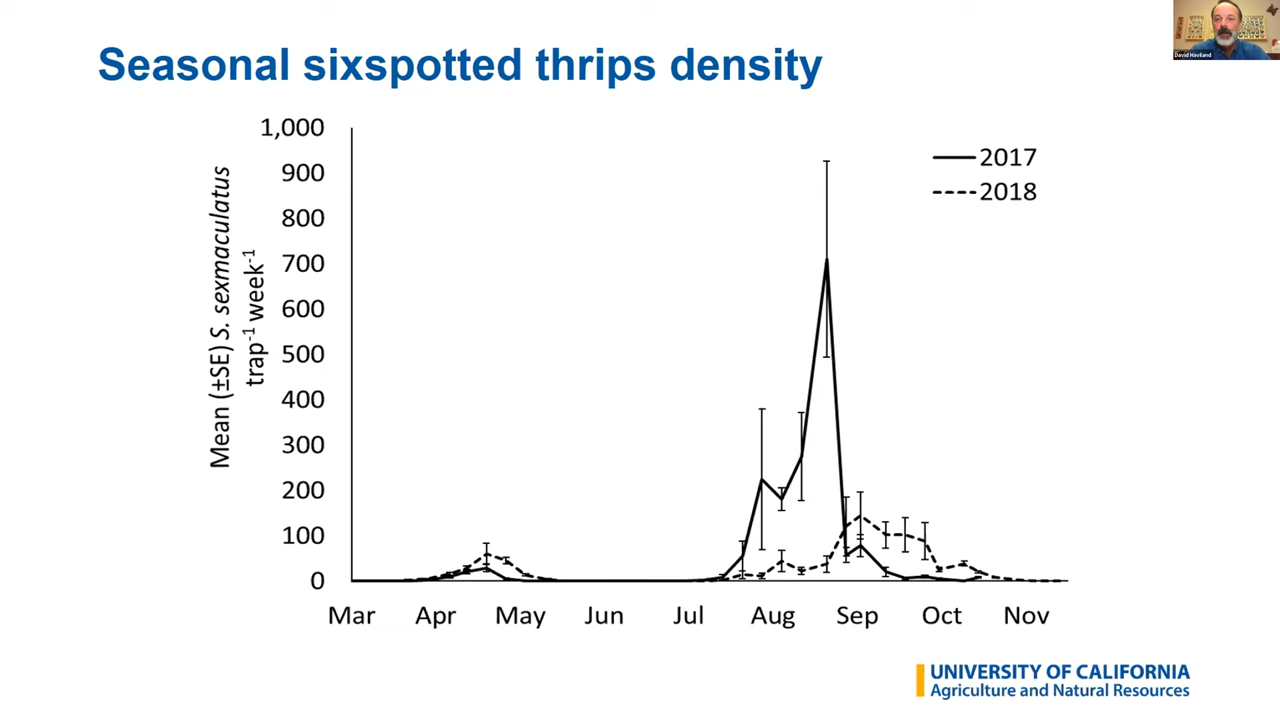 David Haviland
Seasonal sixspotted thrips density
Mean (±SE) S. sexmaculatus
trap-1 week-1
1,000
900
800
700
600
500
400
300
200
100
0
2017
2018
Mar Apr May Jun Jul Aug Sep Oct Nov
UNIVERSITY OF CALIFORNIA
Agriculture and Natural Resources